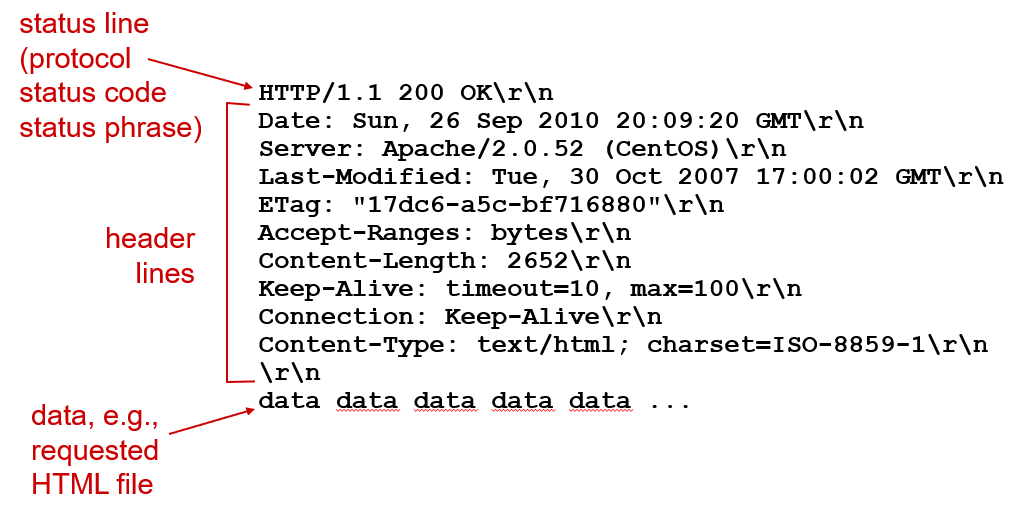 status line
(protocol
status code
status phrase)
HTTP/1.1 200 OK\r\n
Date: Sun, 26 Sep 2010 20:09:20 GMT\r\n
Server: Apache/2.0.52 (CentOS)\r\n
Last-Modified: Tue, 30 Oct 2007 17:00:02 GMT\r\n
ETag: "17dc6-a5c-bf716880"\r\n
Accept-Ranges: bytes\r\n
Content-Length: 2652\r\n
Keep-Alive: timeout=10, max=100\r\n
Connection: Keep-Alive\r\n
Content-Type: text/html; charset=ISO-8859-1\r\n
\r\n
data data data data data ...
header
lines
data, e.g.,
requested
HTML file